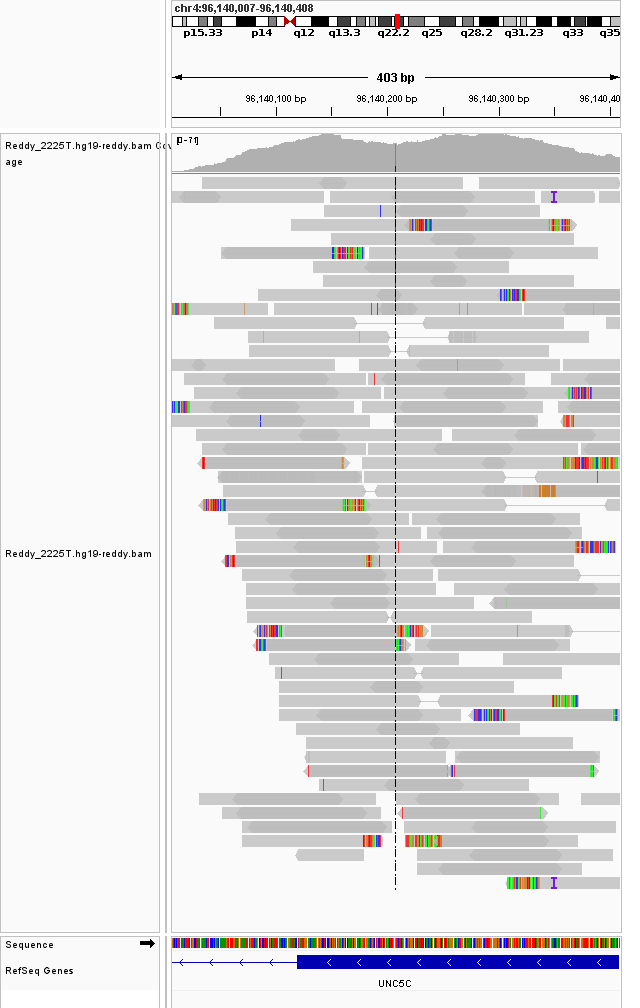 chr4:96,140,007-96,140,408
p15.33 p14 q12 q13.3 q22.2 q25 q28.2 q31.23 q33 q35
403 bp
96,140,100 bp 96,140,200 bp 96,140,300 bp 96,140,40
Reddy_2225T.hg19-reddy.bam Cov
age
[0-71]
Reddy_2225T.hg19-reddy.bam
Sequence
RefSeq Genes
UNC5C